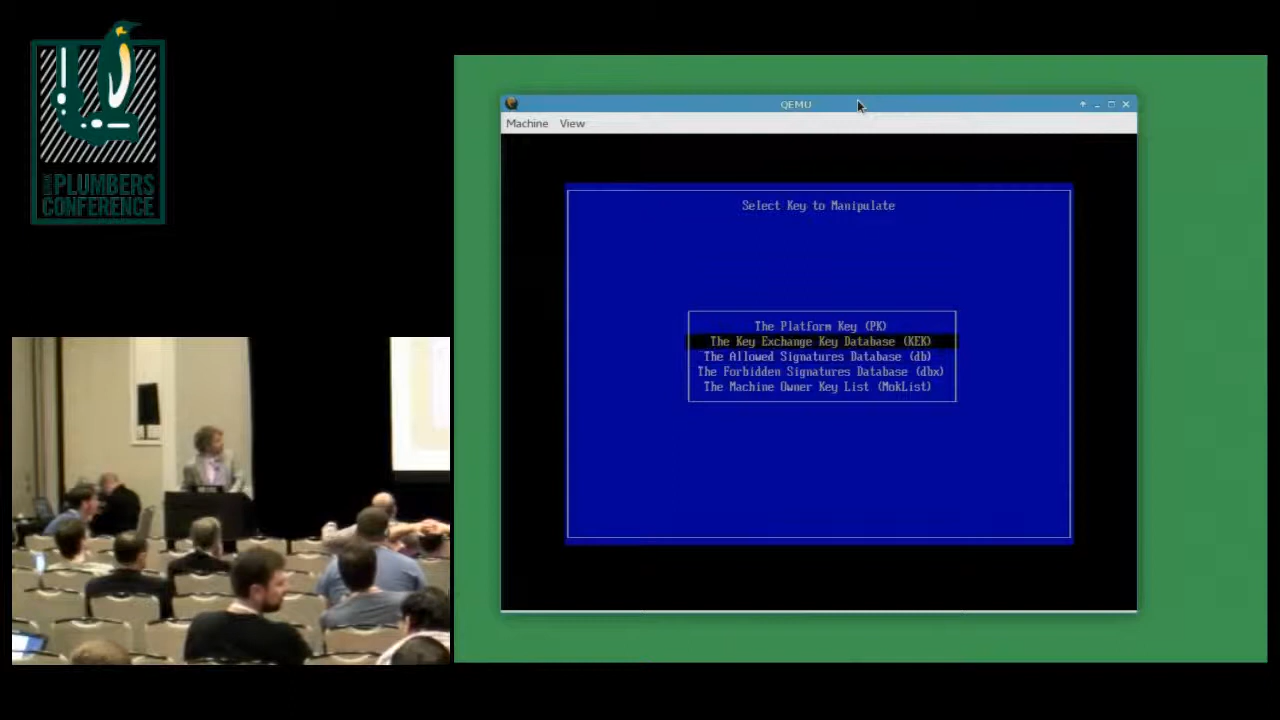 LINUX
PLUMBERS
CONFERENCE
QEMU
Machine View
Select Key to Manipulate
The Platform Key (PK)
The Key Exchange Key Database (KEK)
The Allowed Signatures Database (db)
The Forbidden Signatures Database (dbx)
The Machine Owner Key List (MokList)